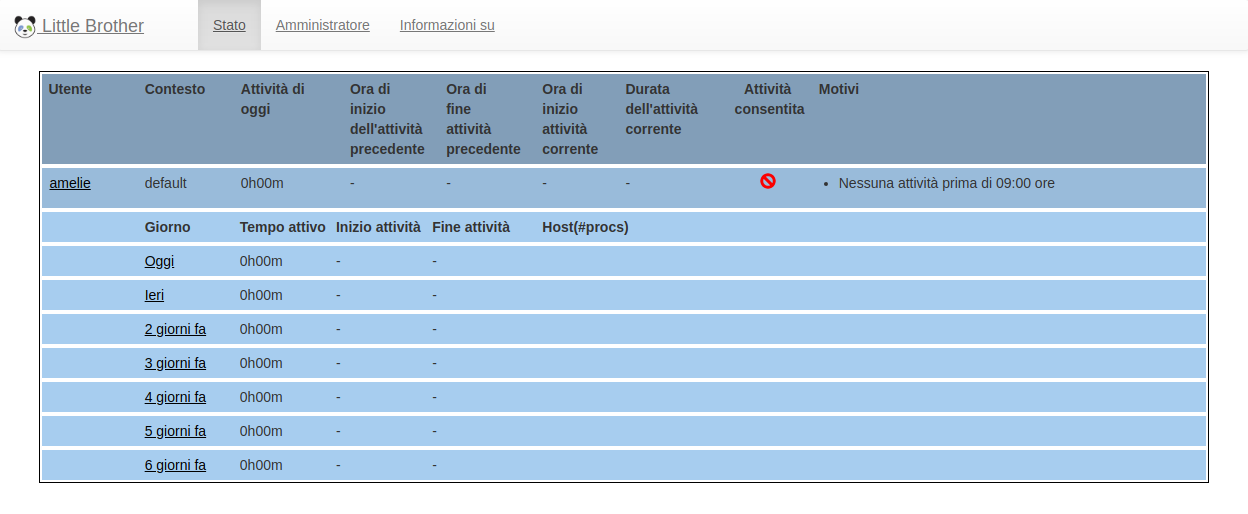 Little Brother Stato Amministratore Informazioni su
Utente Contesto Attività di oggi Ora di inizio dell'attività precedente Ora di fine attività precedente Ora di inizio attività corrente Durata dell'attività corrente Attività consentita Motivi
amelie default 0h00m - - - - • Nessuna attività prima di 09:00 ore
Giorno Tempo attivo Inizio attività Fine attività Host(#procs)
Oggi 0h00m - -
Ieri 0h00m - -
2 giorni fa 0h00m - -
3 giorni fa 0h00m - -
4 giorni fa 0h00m - -
5 giorni fa 0h00m - -
6 giorni fa 0h00m - -